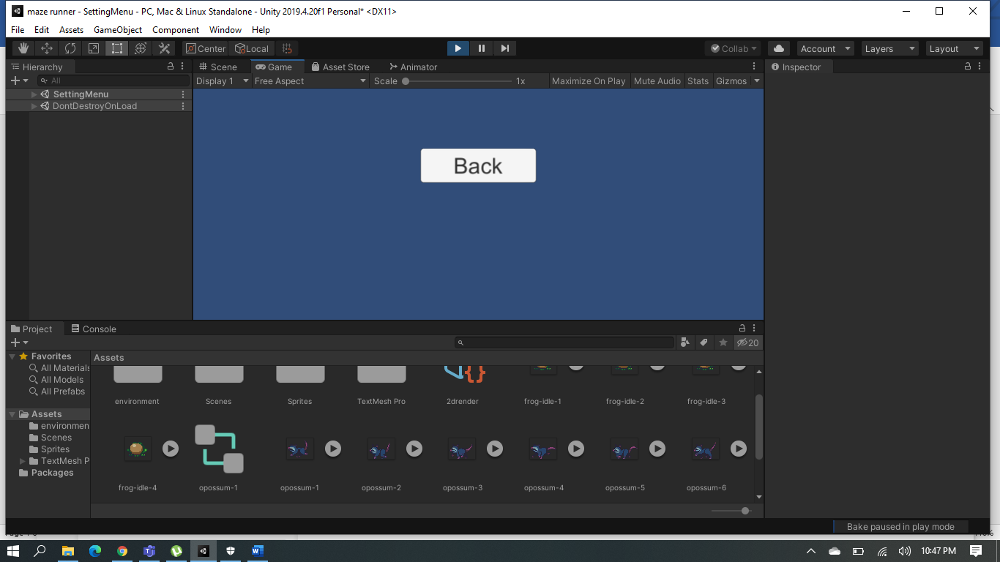 maze runner - SettingMenu - PC, Mac & Linux Standalone - Unity 2019.4.20f1 Personal* <DX11>
File Edit Assets GameObject Component Window Help
Center Local Collab Account Layers Layout
Hierarchy Scene Game Asset Store Animator Inspector
All Display 1 Free Aspect Scale 1x Maximize On Play Mute Audio Stats Gizmos
SettingMenu
DontDestroyOnLoad
Back
Project Console
20
Favorites
All Materials
All Models
All Prefabs
Assets
environmen
Scenes
Sprites
TextMesh P
Packages
Assets
environment Scenes Sprites TextMesh Pro 2drender frog-idle-1 frog-idle-2 frog-idle-3
frog-idle-4 opossum-1 opossum-1 opossum-2 opossum-3 opossum-4 opossum-5 opossum-6
Bake paused in play mode
10:47 PM